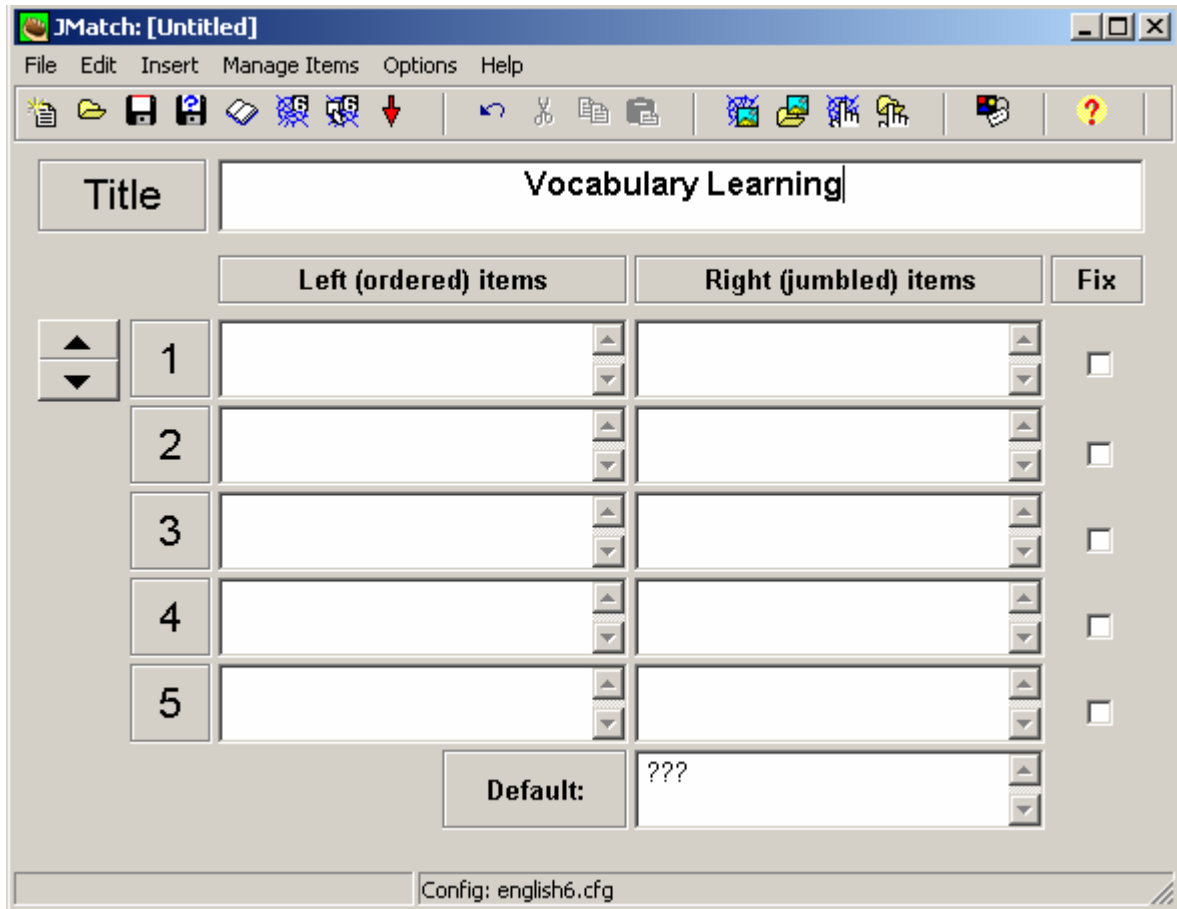 JMatch: [Untitled]
File Edit Insert Manage Items Options Help
Title Vocabulary Learning
Left (ordered) items Right (jumbled) items Fix
1
2
3
4
5
Default: ???
Config: english6.cfg